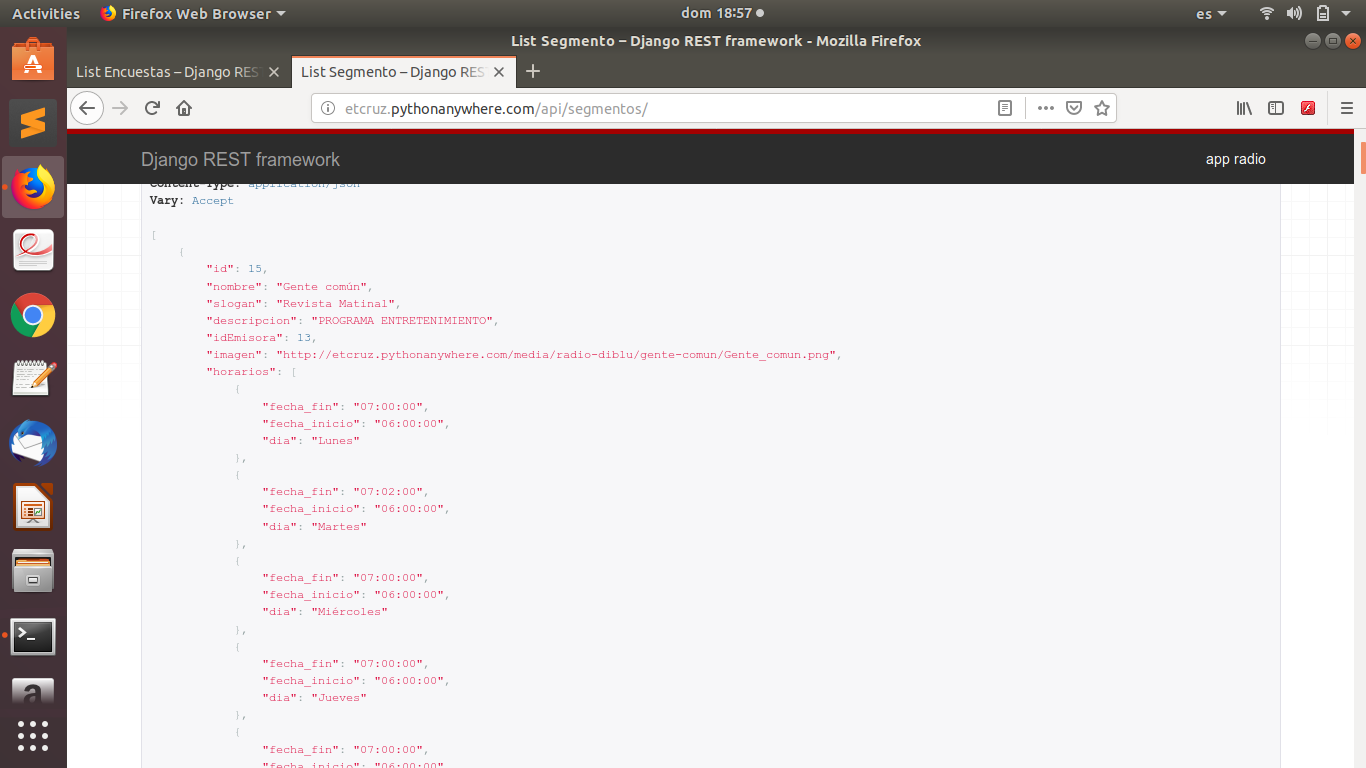 Activities
Firefox Web Browser
dom 18:57
es
List Segmento – Django REST framework - Mozilla Firefox
List Encuestas – Django RES
List Segmento – Django RES
etcruz.pythonanywhere.com/api/segmentos/
Django REST framework
app radio
Content-Type: application/json
Vary: Accept
[
{
"id": 15,
"nombre": "Gente común",
"slogan": "Revista Matinal",
"descripcion": "PROGRAMA ENTRETENIMIENTO",
"idEmisora": 13,
"imagen": "http://etcruz.pythonanywhere.com/media/radio-diblu/gente-comun/Gente_comun.png",
"horarios": [
{
"fecha_fin": "07:00:00",
"fecha_inicio": "06:00:00",
"dia": "Lunes"
},
{
"fecha_fin": "07:02:00",
"fecha_inicio": "06:00:00",
"dia": "Martes"
},
{
"fecha_fin": "07:00:00",
"fecha_inicio": "06:00:00",
"dia": "Miércoles"
},
{
"fecha_fin": "07:00:00",
"fecha_inicio": "06:00:00",
"dia": "Jueves"
},
{
"fecha_fin": "07:00:00",
"fecha_inicio": "06:00:00",